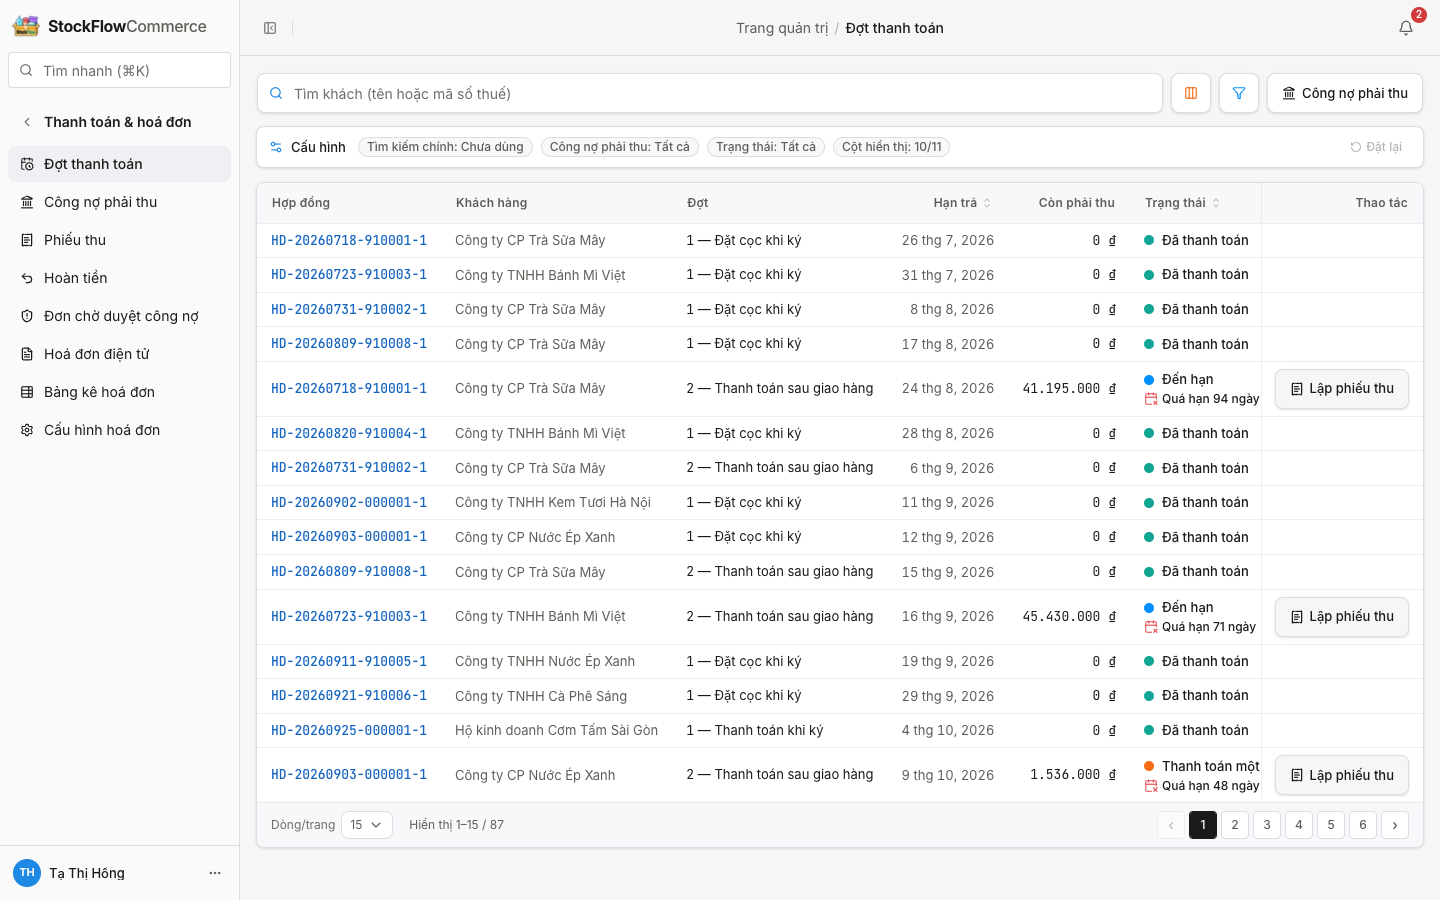 StockFlowCommerce
Tìm nhanh (⌘K)
Thanh toán & hoá đơn
Đợt thanh toán
Công nợ phải thu
Phiếu thu
Hoàn tiền
Đơn chờ duyệt công nợ
Hoá đơn điện tử
Bảng kê hoá đơn
Cấu hình hoá đơn
TH Tạ Thị Hồng
Trang quản trị / Đợt thanh toán
2
Tìm khách (tên hoặc mã số thuế)
Công nợ phải thu
Cấu hình Tìm kiếm chính: Chưa dùng Công nợ phải thu: Tất cả Trạng thái: Tất cả Cột hiển thị: 10/11 Đặt lại
Hợp đồng Khách hàng Đợt Hạn trả Còn phải thu Trạng thái Thao tác
HD-20260718-910001-1 Công ty CP Trà Sữa Mây 1 — Đặt cọc khi ký 26 thg 7, 2026 0 ₫ Đã thanh toán
HD-20260723-910003-1 Công ty TNHH Bánh Mì Việt 1 — Đặt cọc khi ký 31 thg 7, 2026 0 ₫ Đã thanh toán
HD-20260731-910002-1 Công ty CP Trà Sữa Mây 1 — Đặt cọc khi ký 8 thg 8, 2026 0 ₫ Đã thanh toán
HD-20260809-910008-1 Công ty CP Trà Sữa Mây 1 — Đặt cọc khi ký 17 thg 8, 2026 0 ₫ Đã thanh toán
HD-20260718-910001-1 Công ty CP Trà Sữa Mây 2 — Thanh toán sau giao hàng 24 thg 8, 2026 41.195.000 ₫ Đến hạn Lập phiếu thu
Quá hạn 94 ngày
HD-20260820-910004-1 Công ty TNHH Bánh Mì Việt 1 — Đặt cọc khi ký 28 thg 8, 2026 0 ₫ Đã thanh toán
HD-20260731-910002-1 Công ty CP Trà Sữa Mây 2 — Thanh toán sau giao hàng 6 thg 9, 2026 0 ₫ Đã thanh toán
HD-20260902-000001-1 Công ty TNHH Kem Tươi Hà Nội 1 — Đặt cọc khi ký 11 thg 9, 2026 0 ₫ Đã thanh toán
HD-20260903-000001-1 Công ty CP Nước Ép Xanh 1 — Đặt cọc khi ký 12 thg 9, 2026 0 ₫ Đã thanh toán
HD-20260809-910008-1 Công ty CP Trà Sữa Mây 2 — Thanh toán sau giao hàng 15 thg 9, 2026 0 ₫ Đã thanh toán
HD-20260723-910003-1 Công ty TNHH Bánh Mì Việt 2 — Thanh toán sau giao hàng 16 thg 9, 2026 45.430.000 ₫ Đến hạn Lập phiếu thu
Quá hạn 71 ngày
HD-20260911-910005-1 Công ty TNHH Nước Ép Xanh 1 — Đặt cọc khi ký 19 thg 9, 2026 0 ₫ Đã thanh toán
HD-20260921-910006-1 Công ty TNHH Cà Phê Sáng 1 — Đặt cọc khi ký 29 thg 9, 2026 0 ₫ Đã thanh toán
HD-20260925-000001-1 Hộ kinh doanh Cơm Tấm Sài Gòn 1 — Thanh toán khi ký 4 thg 10, 2026 0 ₫ Đã thanh toán
HD-20260903-000001-1 Công ty CP Nước Ép Xanh 2 — Thanh toán sau giao hàng 9 thg 10, 2026 1.536.000 ₫ Thanh toán một Lập phiếu thu
Quá hạn 48 ngày
Dòng/trang 15 Hiển thị 1–15 / 87 ‹ 1 2 3 4 5 6 ›